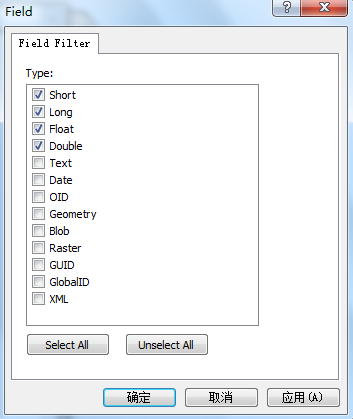 Field
Field Filter
Type:
Short
Long
Float
Double
Text
Date
OID
Geometry
Blob
Raster
GUID
GlobalID
XML
Select All Unselect All
确定 取消 应用(A)